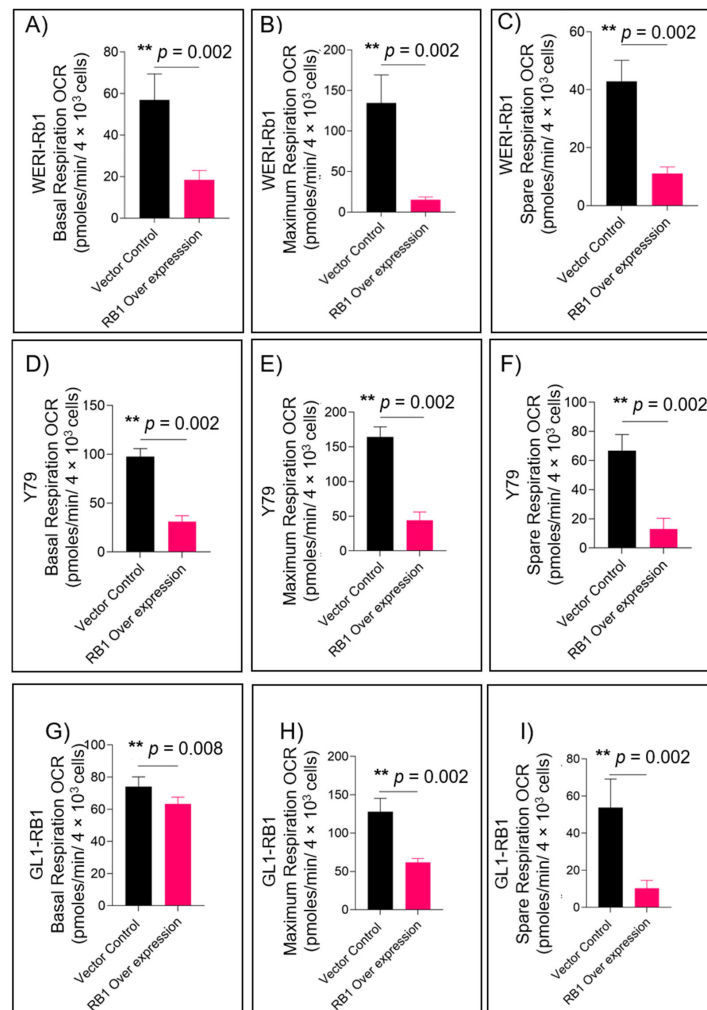 A)
** p = 0.002
WERI-Rb1
Basal Respiration OCR
(pmoles/min/ 4 × 10³ cells)
80
60
40
20
0
Vector Control
RB1 Over expresssion
B)
** p = 0.002
WERI-Rb1
Maximum Respiration OCR
(pmoles/min/ 4 × 10³ cells)
200
150
100
50
0
Vector Control
RB1 Over expresssion
C)
** p = 0.002
WERI-Rb1
Spare Respiration OCR
(pmoles/min/ 4 × 10³ cells)
60
40
20
0
Vector Control
RB1 Over expresssion
D)
** p = 0.002
Y79
Basal Respiration OCR
(pmoles/min/ 4 × 10³ cells)
150
100
50
0
Vector Control
RB1 Over expression
E)
** p = 0.002
Y79
Maximum Respiration OCR
(pmoles/min/ 4 × 10³ cells)
200
150
100
50
0
Vector Control
RB1 Over expression
F)
** p = 0.002
Y79
Spare Respiration OCR
(pmoles/min/ 4 × 10³ cells)
100
80
60
40
20
0
Vector Control
RB1 Over expression
G)
** p = 0.008
GL1-RB1
Basal Respiration OCR
(pmoles/min/ 4 × 10³ cells)
100
80
60
40
20
0
Vector Control
RB1 Over expression
H)
** p = 0.002
GL1-RB1
Maximum Respiration OCR
(pmoles/min/ 4 × 10³ cells)
200
150
100
50
0
Vector Control
RB1 Over expression
I)
** p = 0.002
GL1-RB1
Spare Respiration OCR
(pmoles/min/ 4 × 10³ cells)
80
60
40
20
0
Vector Control
RB1 Over expression